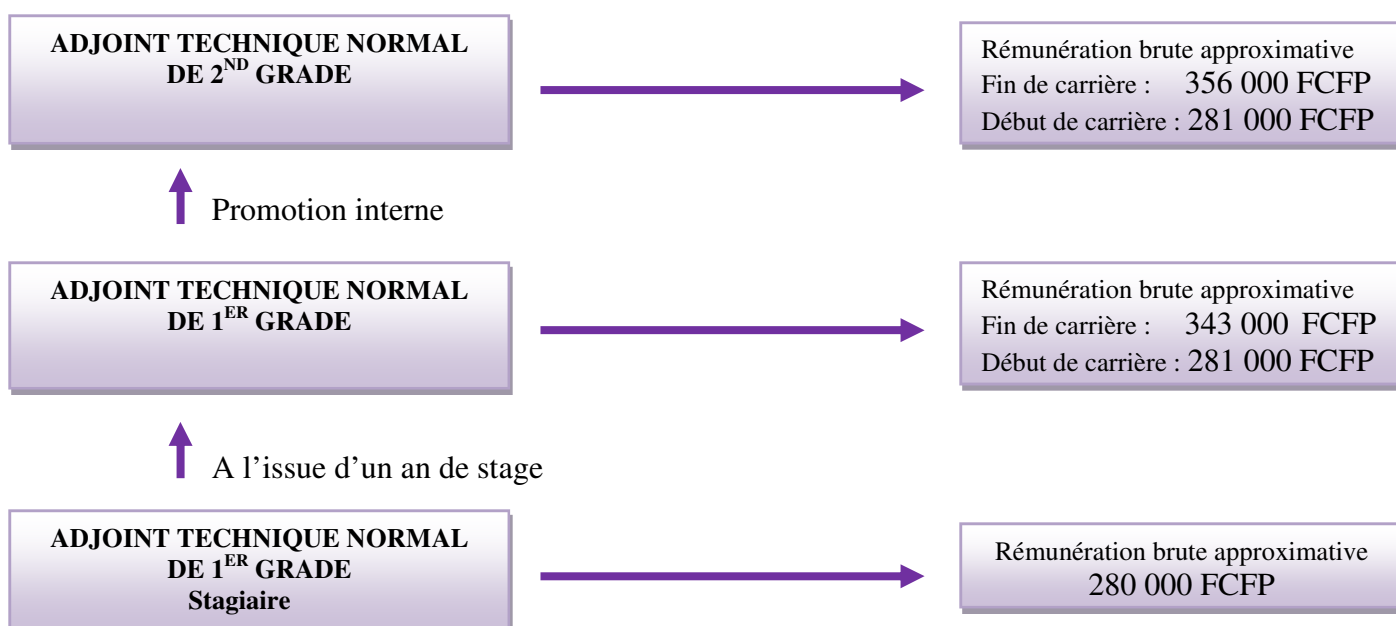 ADJOINT TECHNIQUE NORMAL
DE 2ND GRADE
Rémunération brute approximative
Fin de carrière : 356 000 FCFP
Début de carrière : 281 000 FCFP
Promotion interne
ADJOINT TECHNIQUE NORMAL
DE 1ER GRADE
Rémunération brute approximative
Fin de carrière : 343 000 FCFP
Début de carrière : 281 000 FCFP
A l’issue d’un an de stage
ADJOINT TECHNIQUE NORMAL
DE 1ER GRADE
Stagiaire
Rémunération brute approximative
280 000 FCFP